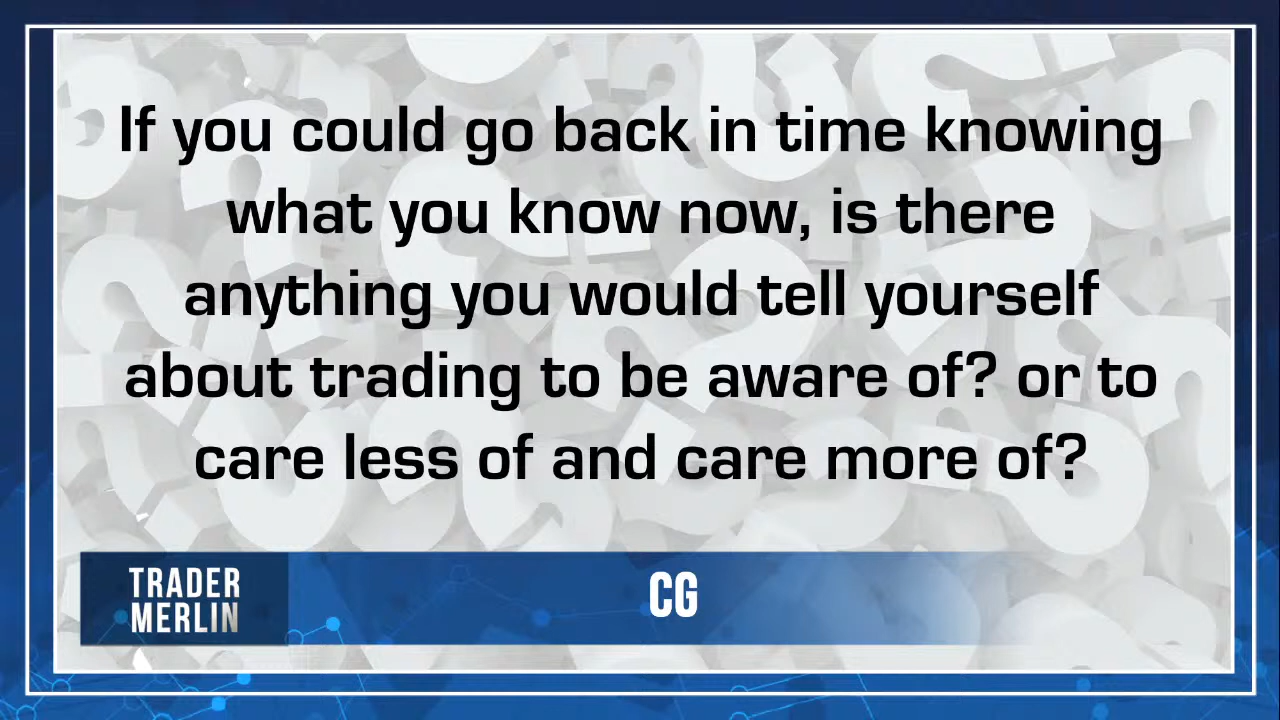 If you could go back in time knowing
what you know now, is there
anything you would tell yourself
about trading to be aware of? or to
care less of and care more of?
TRADER
MERLIN
CG